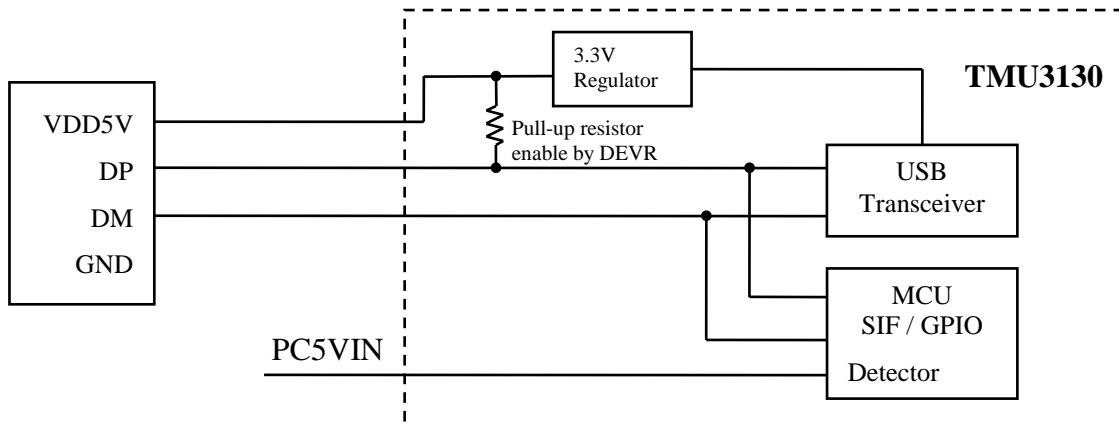 3.3V
Regulator
TMU3130
VDD5V
DP
DM
GND
Pull-up resistor
enable by DEVR
USB
Transceiver
MCU
SIF / GPIO
Detector
PC5VIN